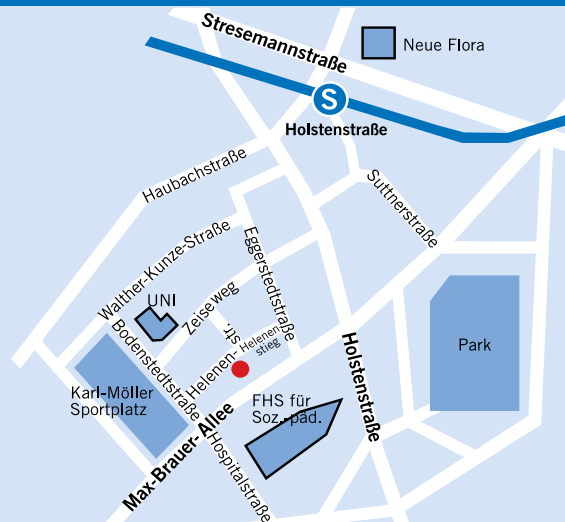 Stresemannstraße
Neue Flora
S
Holstenstraße
Haubachstraße
Suttnerstraße
Walther-Kunze-Straße
Eggerstedtstraße
UNI
Zeiseweg
Bodenstedtstraße
Helenen-
str.
Helenen-
stieg
Holstenstraße
Park
Karl-Möller
Sportplatz
FHS für
Soz.-päd.
Max-Brauer-Allee
Hospitalstraße